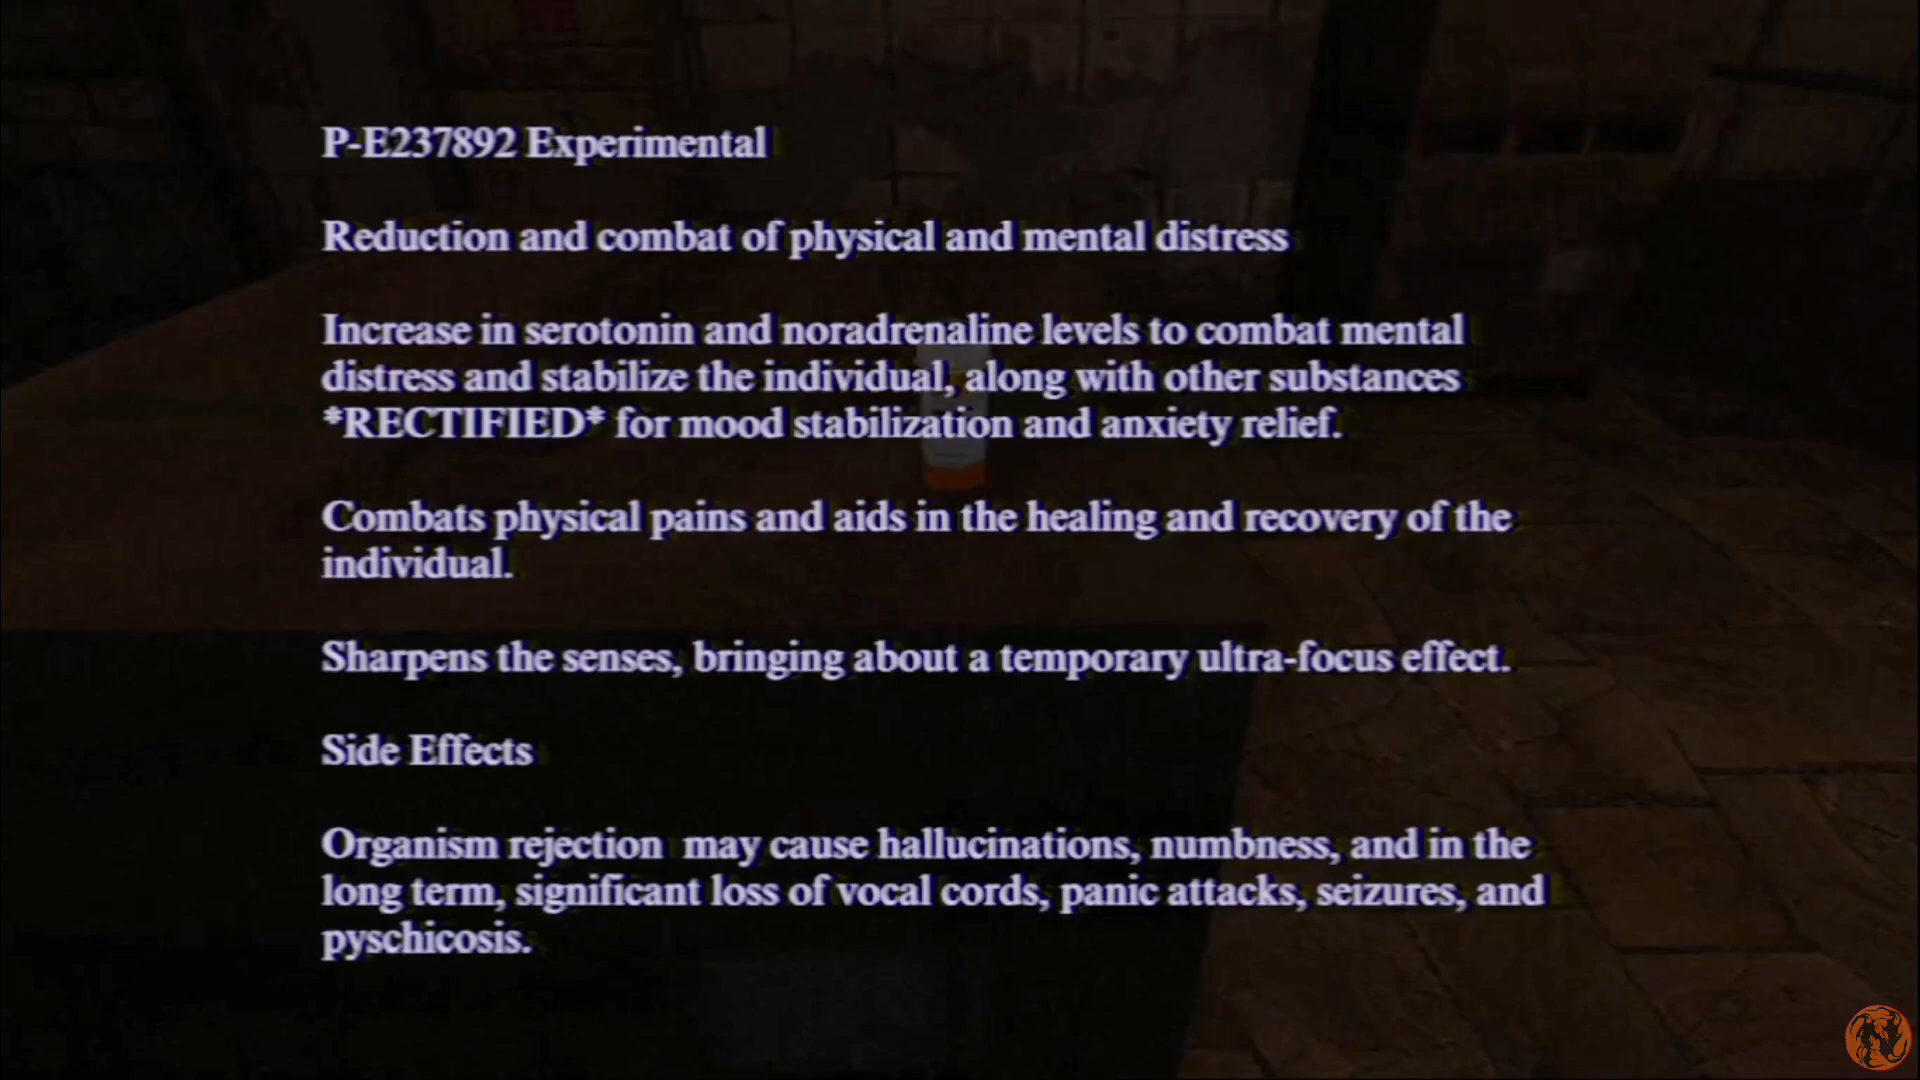 P-E237892 Experimental
Reduction and combat of physical and mental distress
Increase in serotonin and noradrenaline levels to combat mental
distress and stabilize the individual, along with other substances
*RECTIFIED* for mood stabilization and anxiety relief.
Combats physical pains and aids in the healing and recovery of the
individual.
Sharpens the senses, bringing about a temporary ultra-focus effect.
Side Effects
Organism rejection  may cause hallucinations, numbness, and in the
long term, significant loss of vocal cords, panic attacks, seizures, and
pyschicosis.